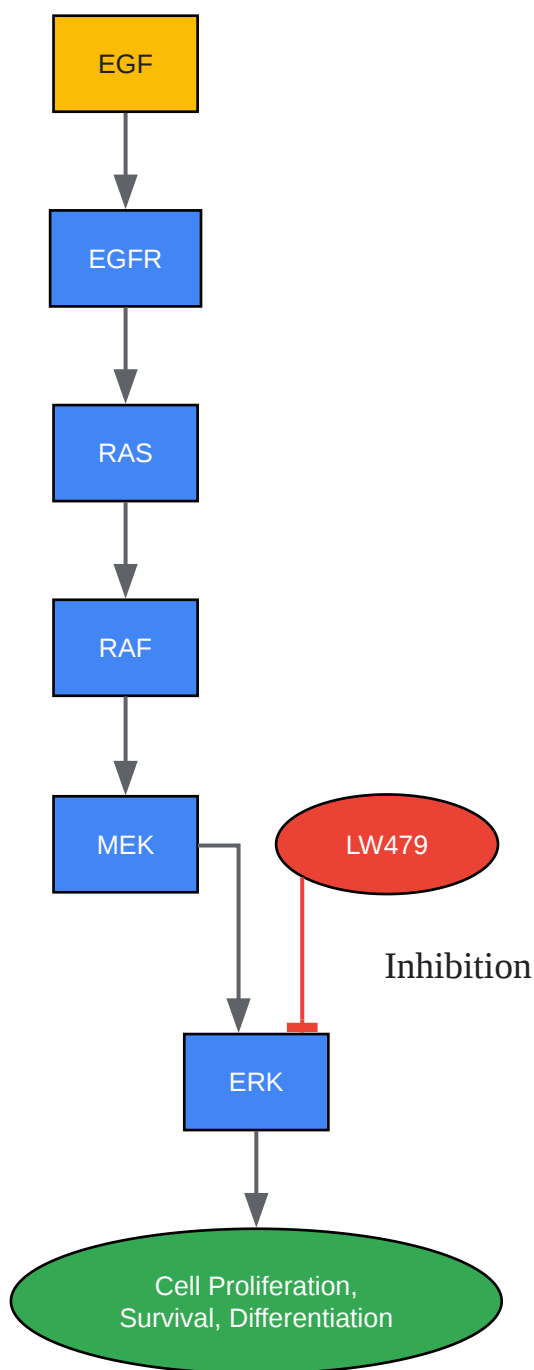 EGF
EGFR
RAS
RAF
MEK
LW479
Inhibition
ERK
Cell Proliferation,
Survival, Differentiation